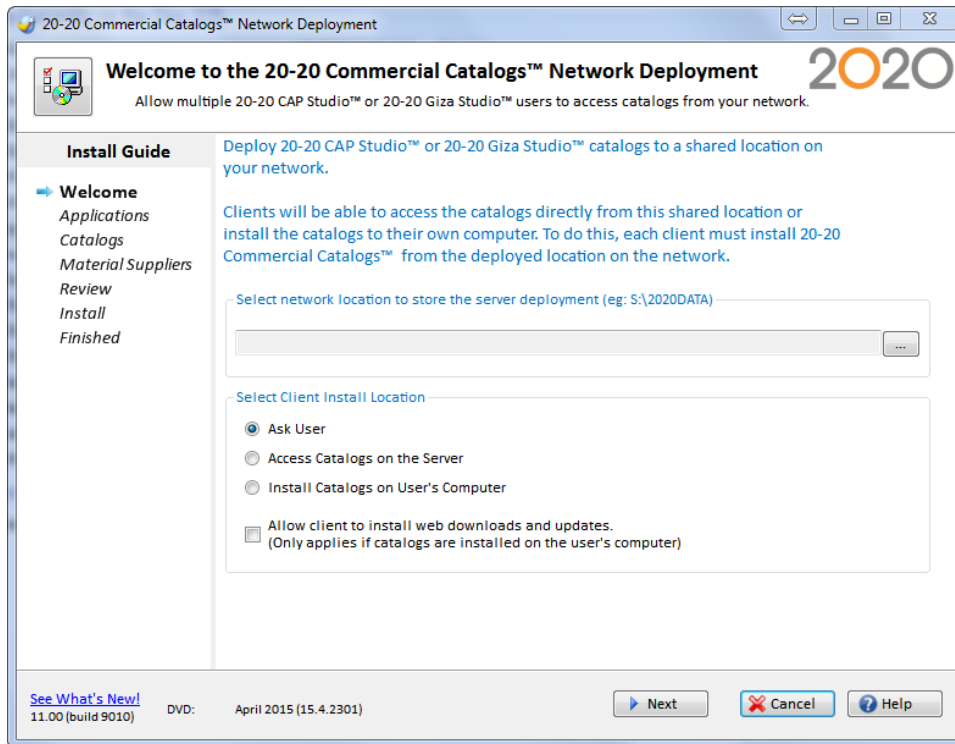 20-20 Commercial Catalogs™ Network Deployment
Welcome to the 20-20 Commercial Catalogs™ Network Deployment
2020
Allow multiple 20-20 CAP Studio™ or 20-20 Giza Studio™ users to access catalogs from your network.
Install Guide
Welcome
Applications
Catalogs
Material Suppliers
Review
Install
Finished
Deploy 20-20 CAP Studio™ or 20-20 Giza Studio™ catalogs to a shared location on
your network.
Clients will be able to access the catalogs directly from this shared location or
install the catalogs to their own computer. To do this, each client must install 20-20
Commercial Catalogs™ from the deployed location on the network.
Select network location to store the server deployment (eg: S:\2020DATA)
...
Select Client Install Location
Ask User
Access Catalogs on the Server
Install Catalogs on User's Computer
Allow client to install web downloads and updates.
(Only applies if catalogs are installed on the user's computer)
See What's New!
11.00 (build 9010)
DVD:
April 2015 (15.4.2301)
Next
Cancel
Help